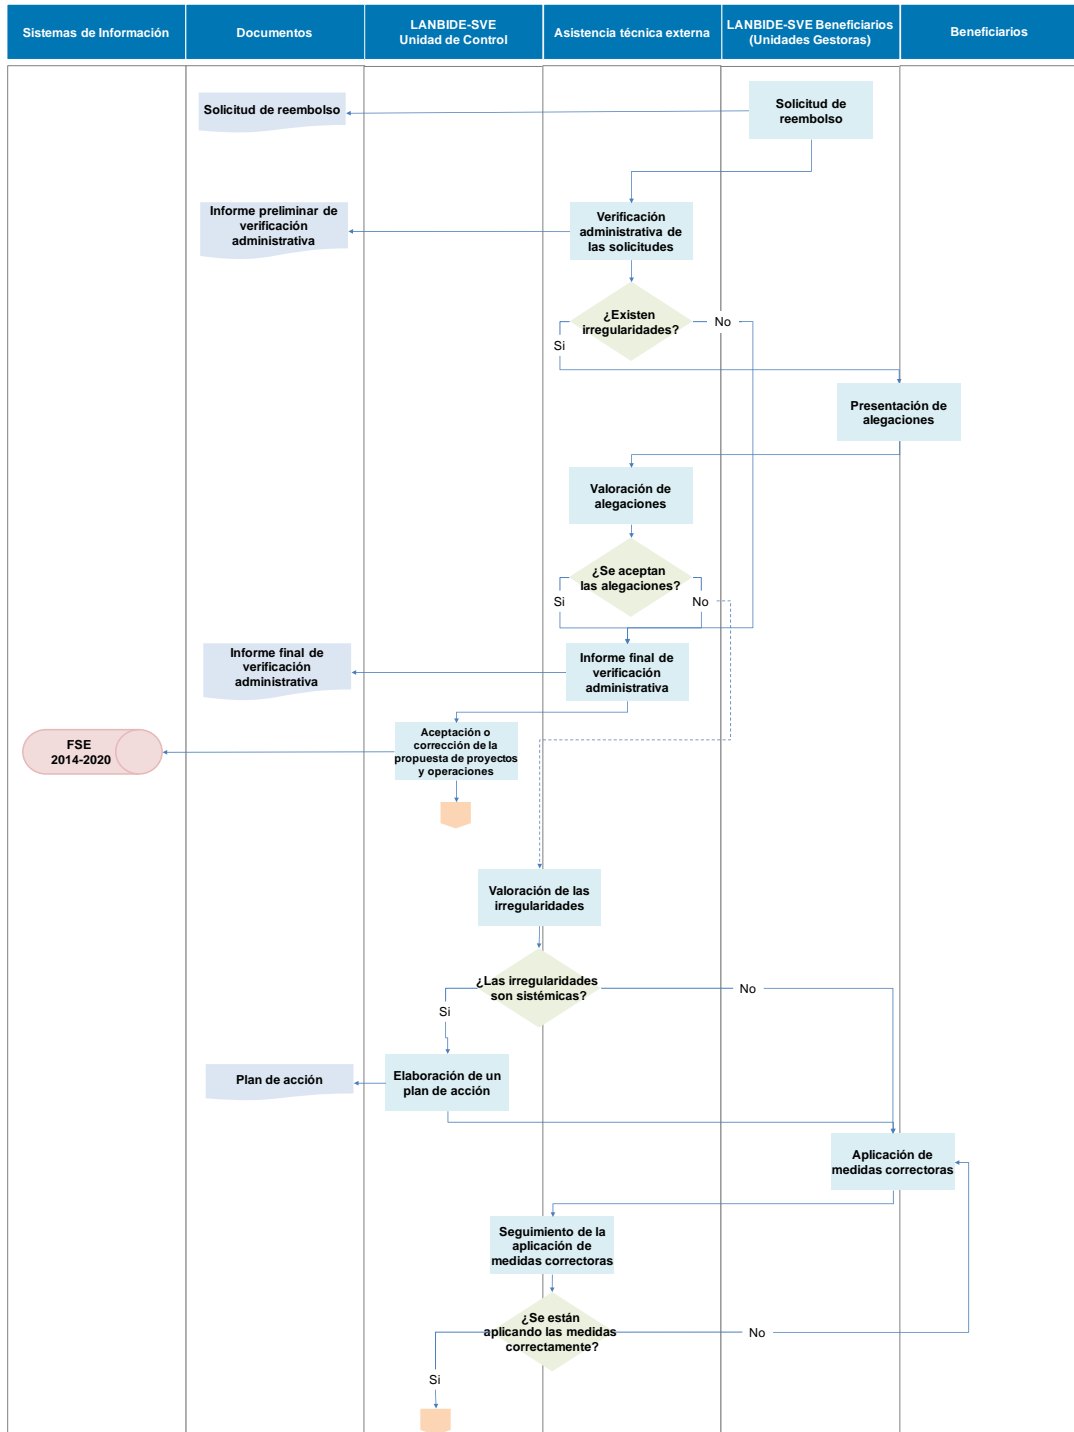 Sistemas de Información
Documentos
LANBIDE-SVE
Unidad de Control
Asistencia técnica externa
LANBIDE-SVE Beneficiarios
(Unidades Gestoras)
Beneficiarios
Solicitud de reembolso
Solicitud de
reembolso
Informe preliminar de
verificación
administrativa
Verificación
administrativa de
las solicitudes
¿Existen
irregularidades?
No
Si
Presentación de
alegaciones
Valoración de
alegaciones
¿Se aceptan
las alegaciones?
Si
No
Informe final de
verificación
administrativa
Informe final de
verificación
administrativa
FSE
2014-2020
Aceptación o
corrección de la
propuesta de proyectos
y operaciones
Valoración de las
irregularidades
¿Las irregularidades
son sistémicas?
No
Si
Plan de acción
Elaboración de un
plan de acción
Aplicación de
medidas correctoras
Seguimiento de la
aplicación de
medidas correctoras
¿Se están
aplicando las medidas
correctamente?
No
Si